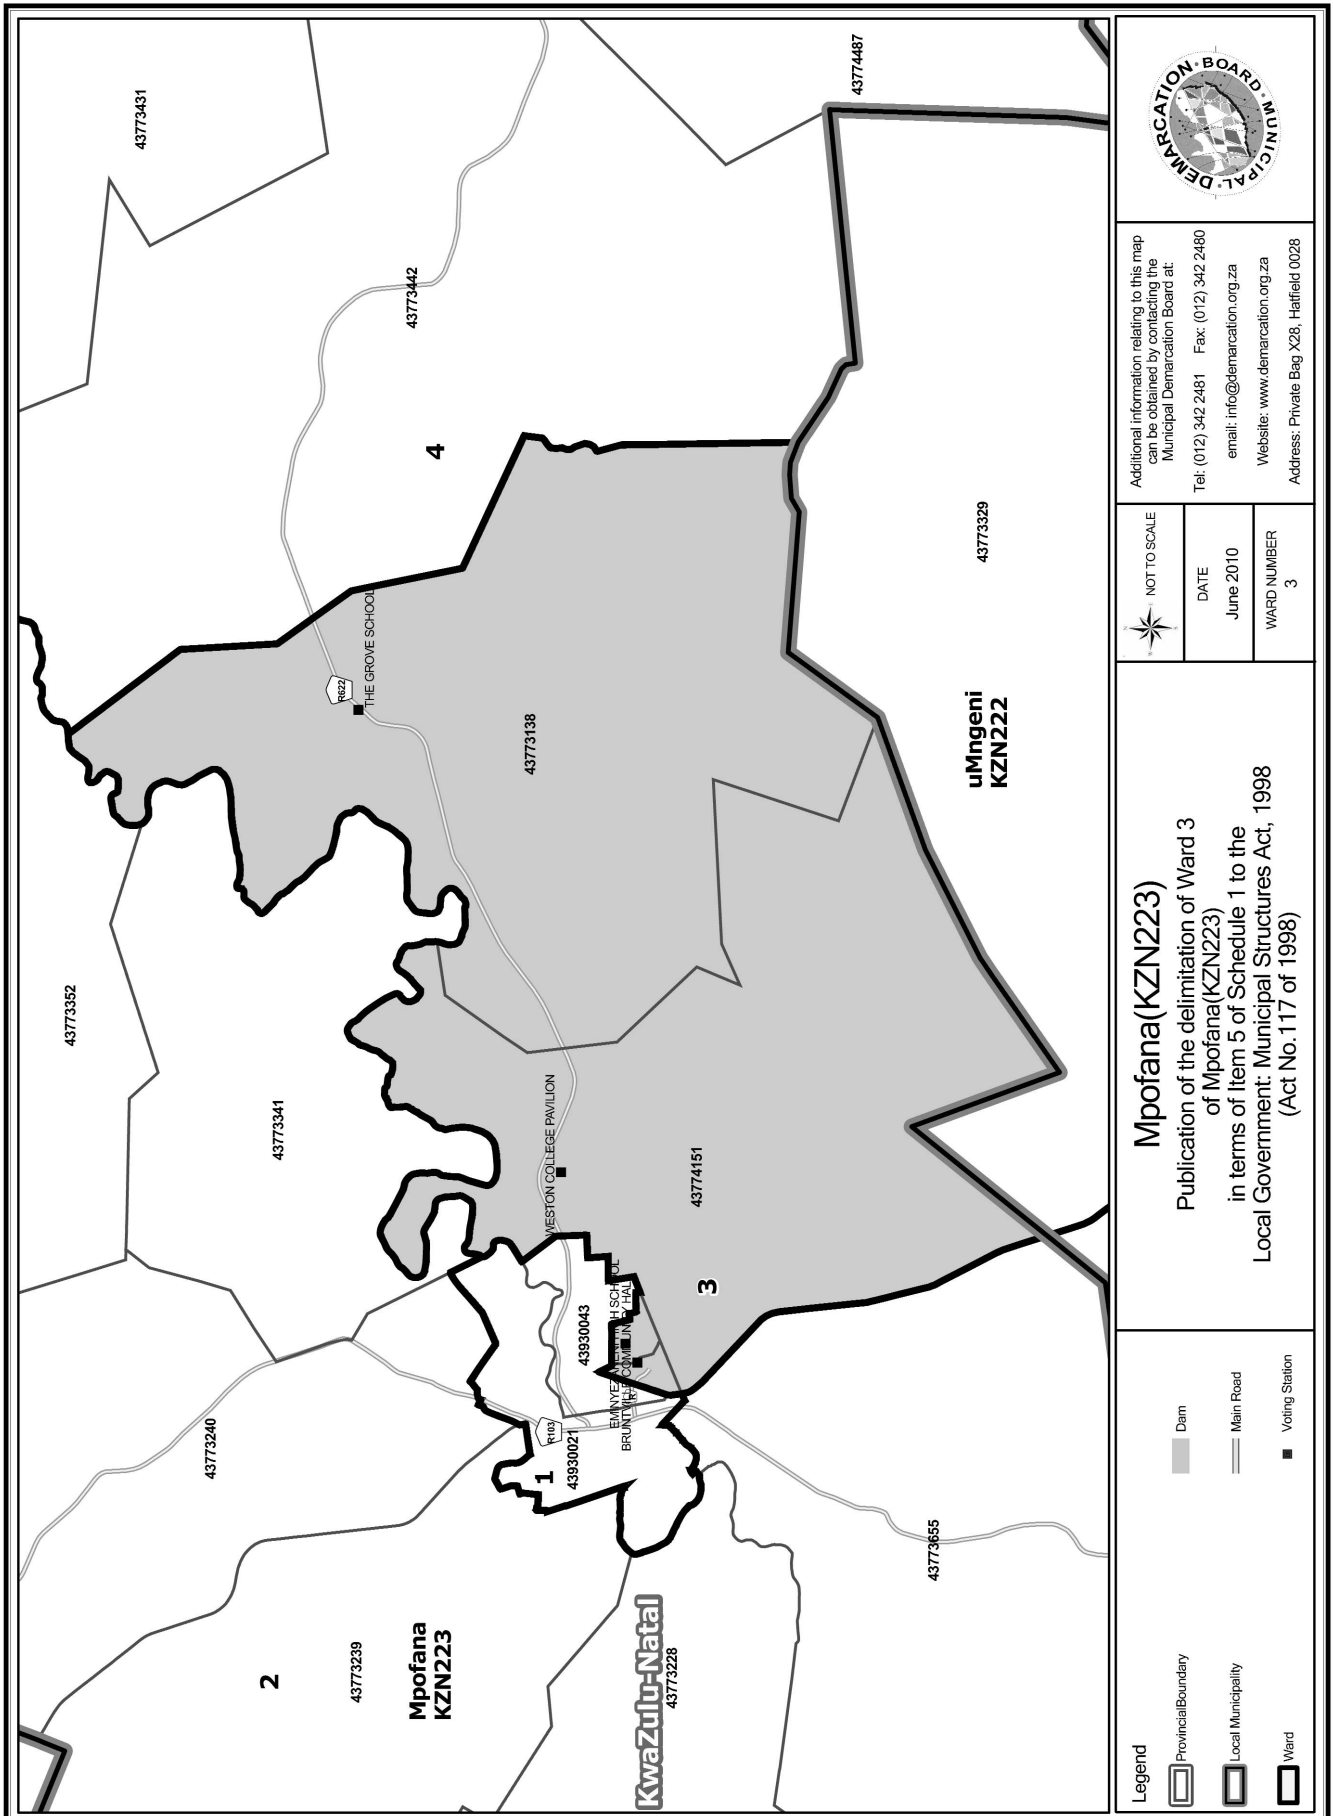 43773431
43774487
43773442
4
43773352
THE GROVE SCHOOL
R622
43773138
43773329
43773341
uMngeni
KZN222
WESTON COLLEGE PAVILION
43774151
3
43773240
43930043
BRUNTVILLE COMMUNITY HALL
R103
1
43930021
2
43773239
Mpofana
KZN223
43773655
KwaZulu-Natal
43773228
Legend
ProvincialBoundary
Local Municipality
Ward
Dam
Main Road
Voting Station
Mpofana(KZN223)
Publication of the delimitation of Ward 3
of Mpofana(KZN223)
in terms of Item 5 of Schedule 1 to the
Local Government: Municipal Structures Act, 1998
(Act No.117 of 1998)
NOT TO SCALE
DATE
June 2010
WARD NUMBER
3
Additional information relating to this map
can be obtained by contacting the
Municipal Demarcation Board at:
Tel: (012) 342 2481 Fax: (012) 342 2480
email: info@demarcation.org.za
Website: www.demarcation.org.za
Address: Private Bag X28, Hatfield 0028
DEMARCATION · BOARD · MUNICIPAL ·